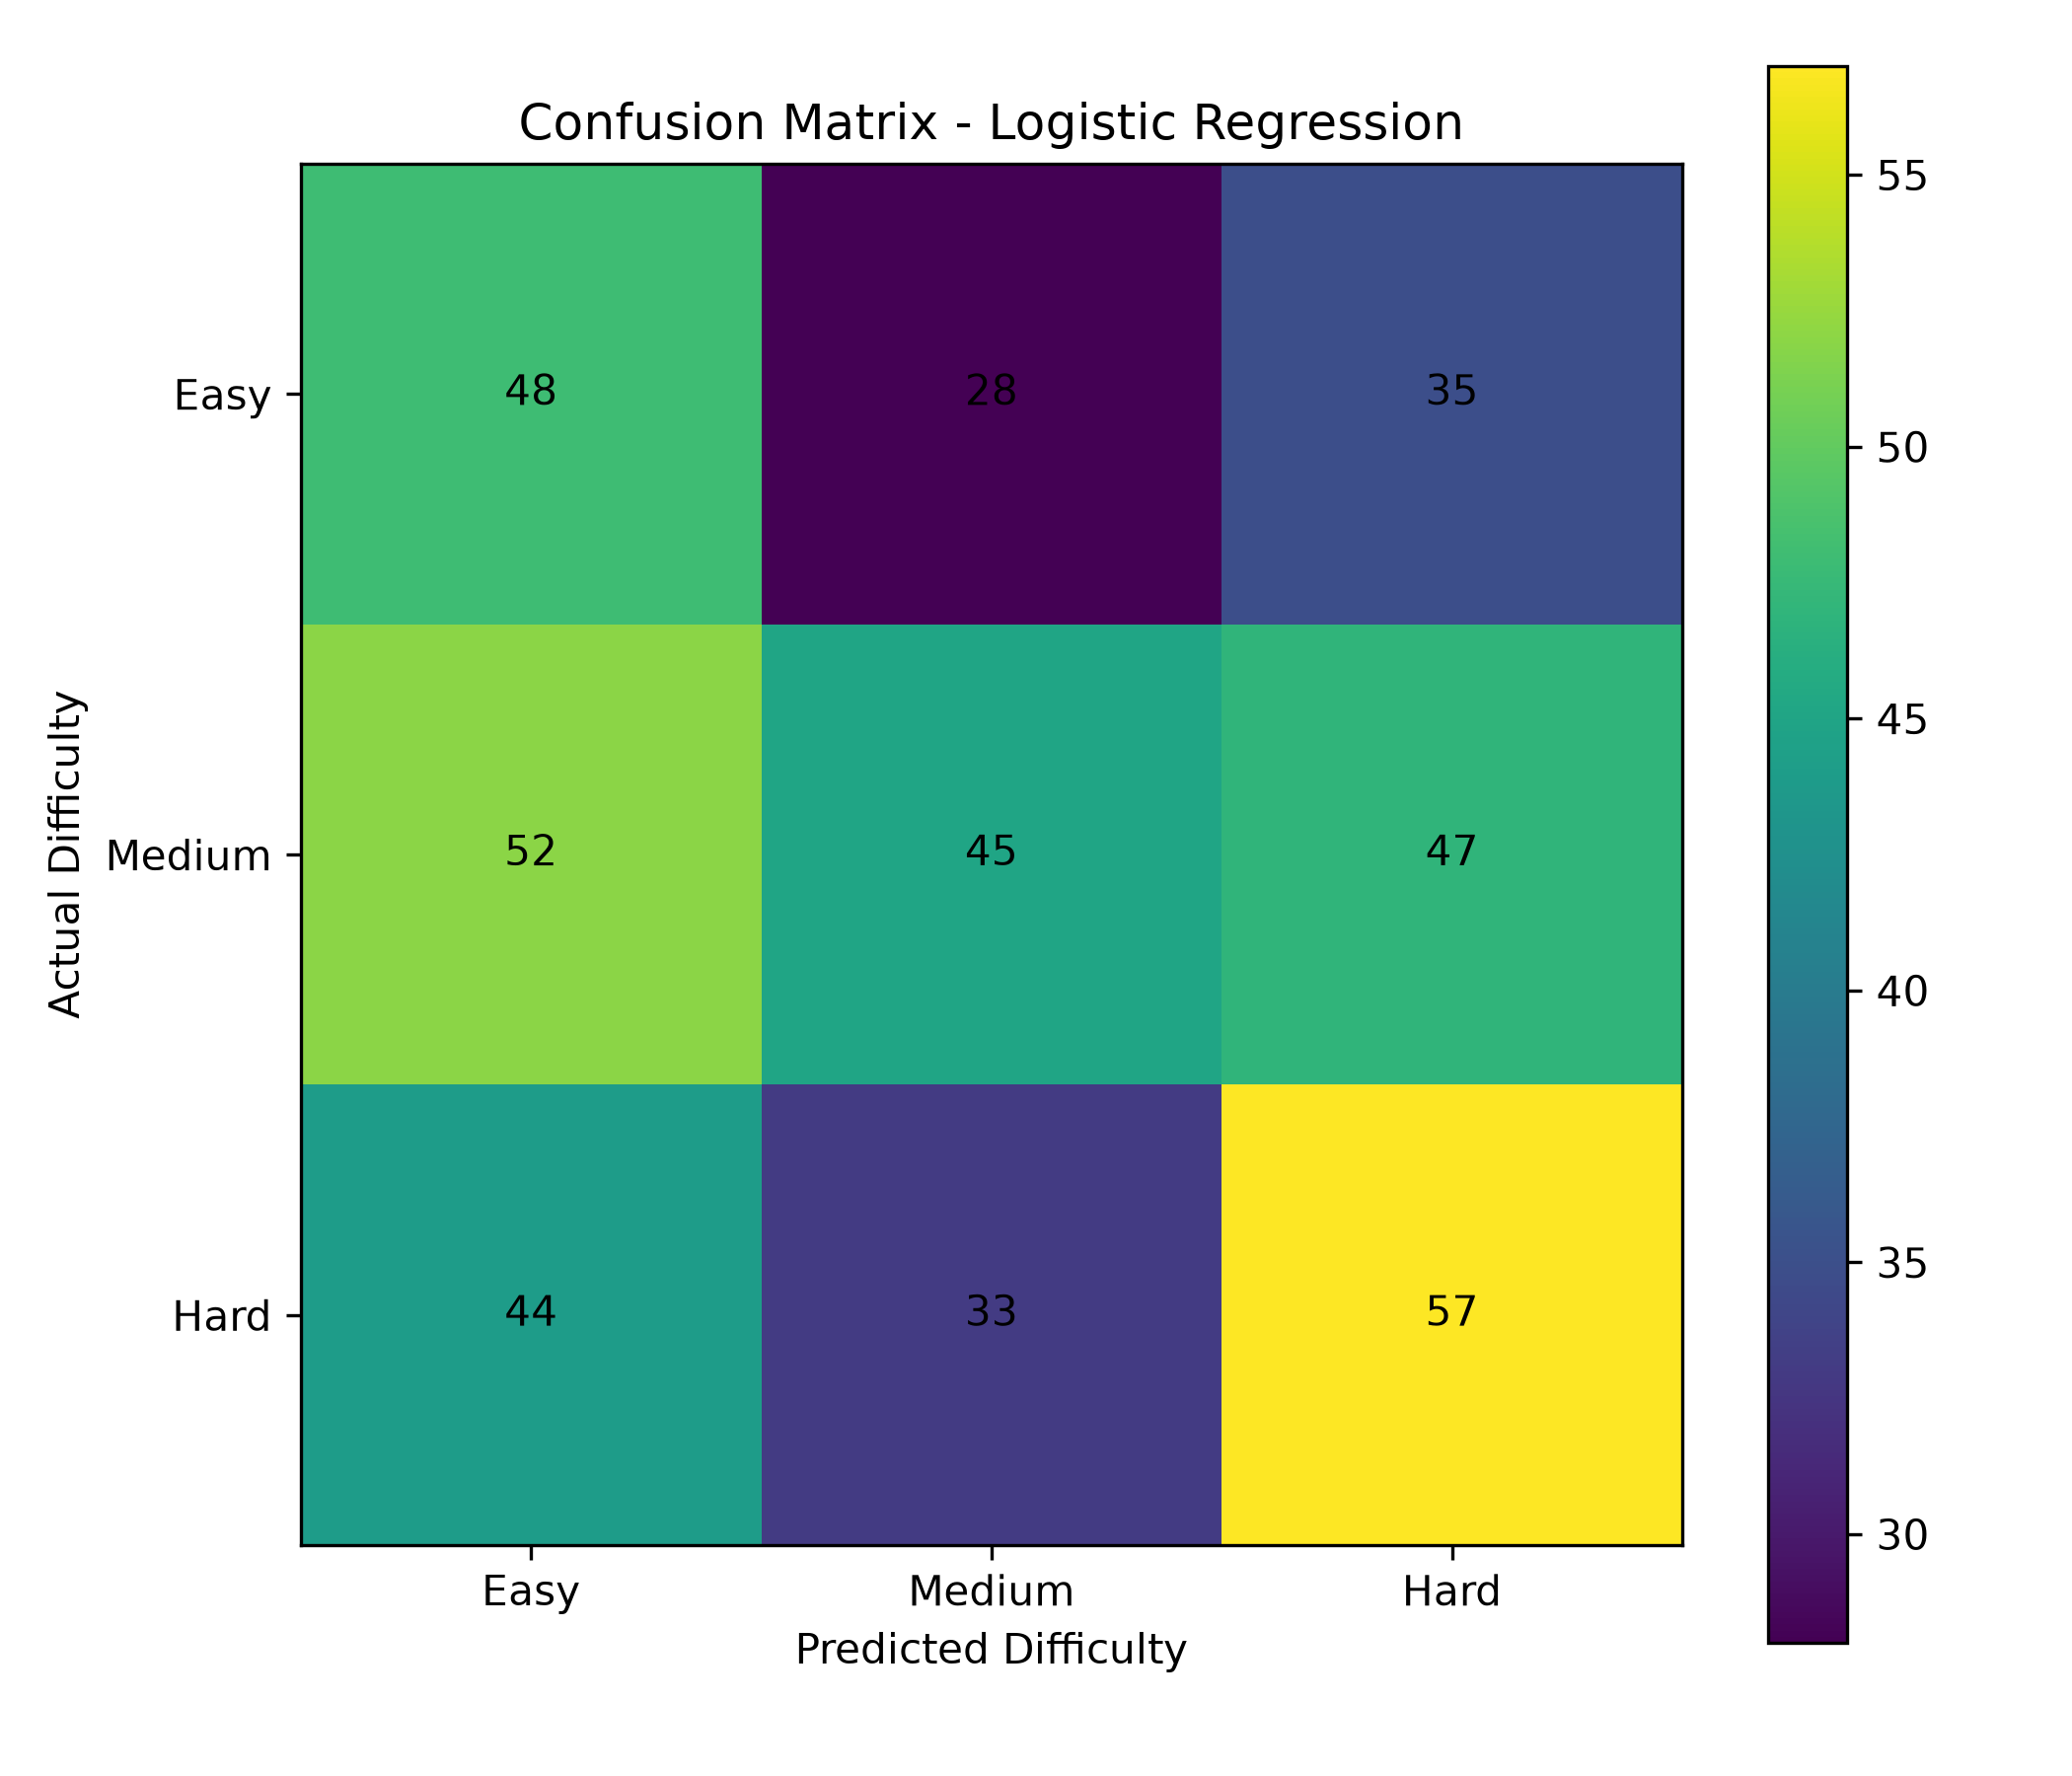 Confusion Matrix - Logistic Regression
Actual Difficulty
Easy 48 28 35
Medium 52 45 47
Hard 44 33 57
Easy Medium Hard
Predicted Difficulty
55
50
45
40
35
30